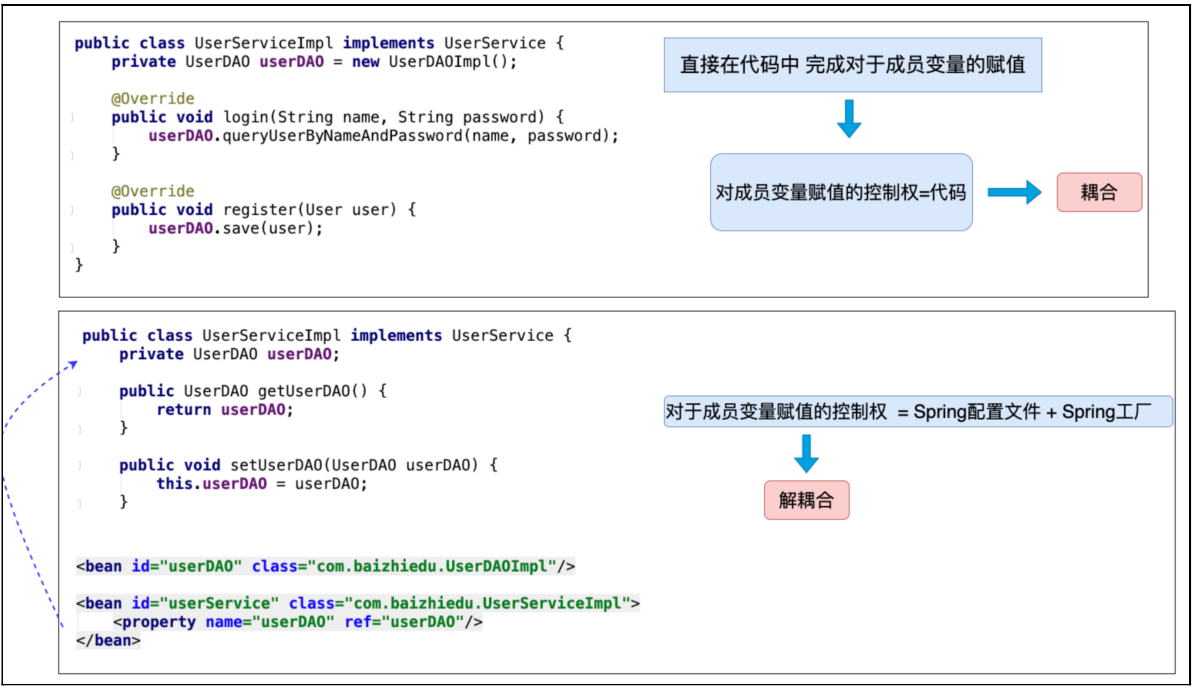 public class UserServiceImpl implements UserService {
    private UserDAO userDAO = new UserDAOImpl();
    @Override
    public void login(String name, String password) {
        userDAO.queryUserByNameAndPassword(name, password);
    }
    @Override
    public void register(User user) {
        userDAO.save(user);
    }
}
直接在代码中 完成对于成员变量的赋值
对成员变量赋值的控制权=代码
耦合
public class UserServiceImpl implements UserService {
    private UserDAO userDAO;
    public UserDAO getUserDAO() {
        return userDAO;
    }
    public void setUserDAO(UserDAO userDAO) {
        this.userDAO = userDAO;
    }
<bean id="userDAO" class="com.baizhiedu.UserDAOImpl"/>
<bean id="userService" class="com.baizhiedu.UserServiceImpl">
    <property name="userDAO" ref="userDAO"/>
</bean>
对于成员变量赋值的控制权 = Spring配置文件 + Spring工厂
解耦合